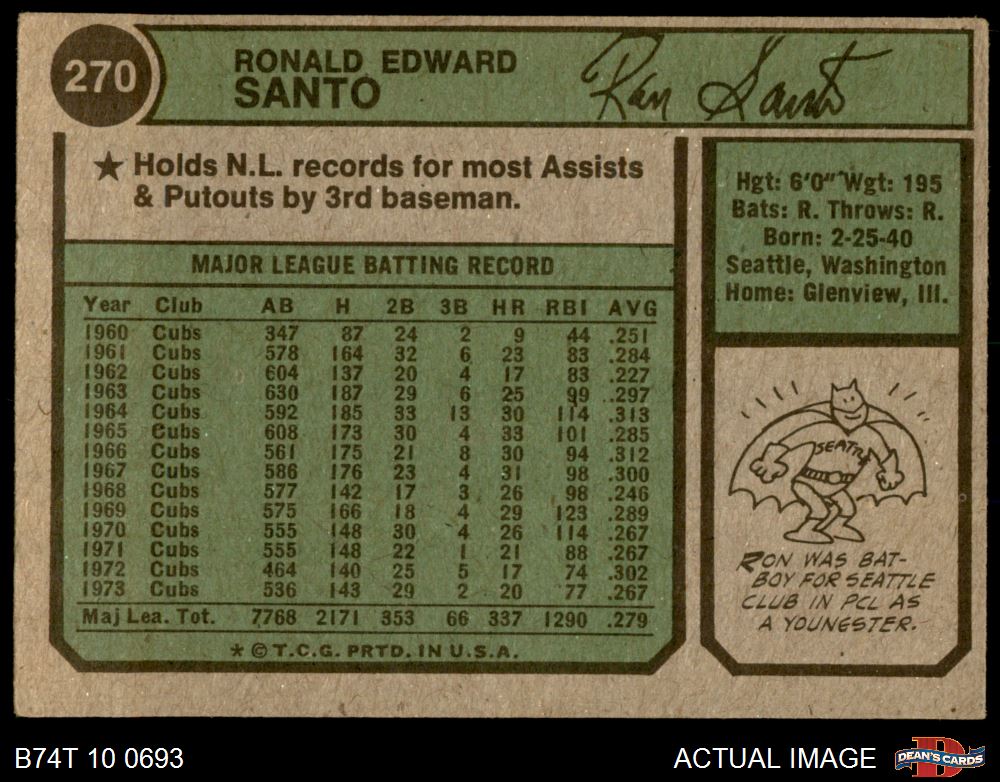 270
RONALD EDWARD
SANTO
Ron Santo
★ Holds N.L. records for most Assists
& Putouts by 3rd baseman.
Hgt: 6'0" Wgt: 195
Bats: R. Throws: R.
Born: 2-25-40
Seattle, Washington
Home: Glenview, Ill.
MAJOR LEAGUE BATTING RECORD
Year Club AB H 2B 3B HR RBI AVG
1960 Cubs 347 87 24 2 9 44 .251
1961 Cubs 578 164 32 6 23 83 .284
1962 Cubs 604 137 20 4 17 83 .227
1963 Cubs 630 187 29 6 25 99 .297
1964 Cubs 592 185 33 13 30 114 .313
1965 Cubs 608 173 30 4 33 101 .285
1966 Cubs 561 175 21 8 30 94 .312
1967 Cubs 586 176 23 4 31 98 .300
1968 Cubs 577 142 17 3 26 98 .246
1969 Cubs 575 166 18 4 29 123 .289
1970 Cubs 555 148 30 4 26 114 .267
1971 Cubs 555 148 22 1 21 88 .267
1972 Cubs 464 140 25 5 17 74 .302
1973 Cubs 536 143 29 2 20 77 .267
Maj Lea. Tot. 7768 2171 353 66 337 1290 .279
* © T.C.G. PRTD. IN U.S.A.
SEATTLE
RON WAS BAT-
BOY FOR SEATTLE
CLUB IN PCL AS
A YOUNGSTER.
B74T 10 0693
ACTUAL IMAGE
D
DEAN'S CARDS